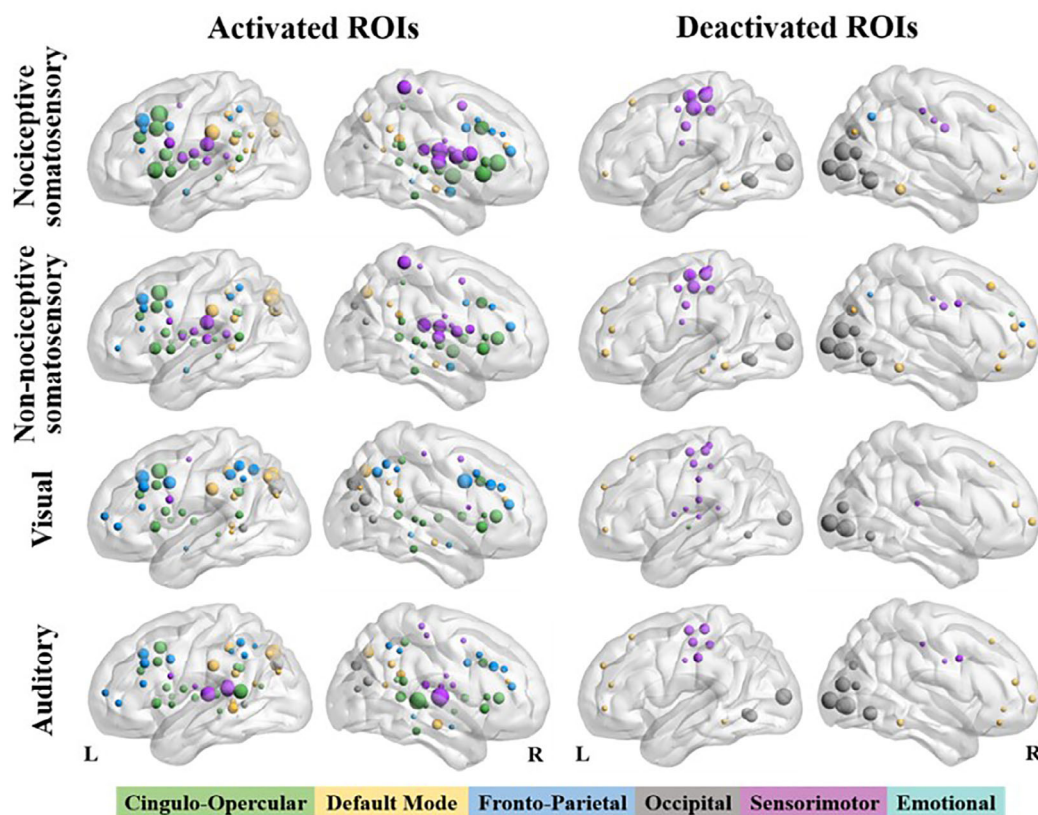 Activated ROIs
Deactivated ROIs
Nociceptive
somatosensory
Non-nociceptive
somatosensory
Visual
Auditory
L
R
L
R
Cingulo-Opercular
Default Mode
Fronto-Parietal
Occipital
Sensorimotor
Emotional